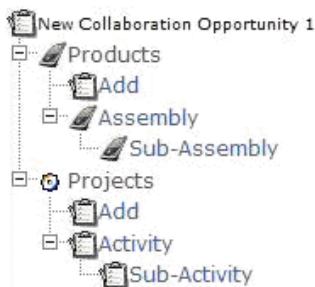 New Collaboration Opportunity 1
Products
Add
Assembly
Sub-Assembly
Projects
Add
Activity
Sub-Activity